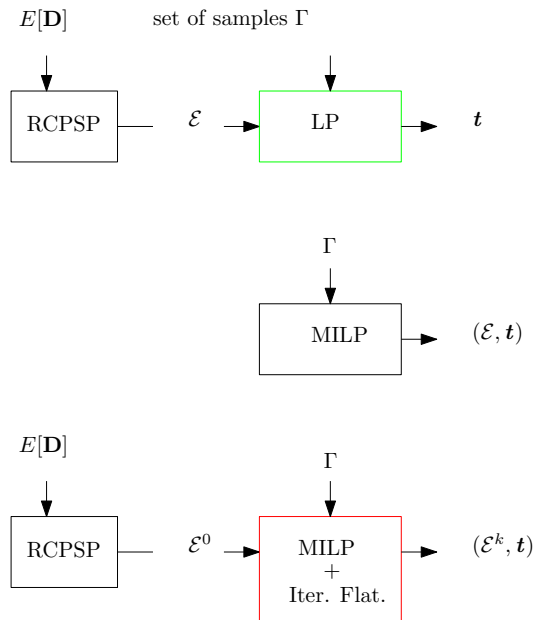 E[𝐃] set of samples Γ
RCPSP ℰ LP 𝒕
Γ
MILP (ℰ, 𝒕)
E[𝐃]
Γ
RCPSP ℰ⁰ MILP (ℰᵏ, 𝒕)
+
Iter. Flat.